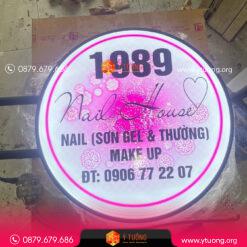 0879.679.686
www.ytuong.org
1989
Nail House
NAIL (SƠN GEL & THƯỜNG)
MAKE UP
ĐT: 0906 77 22 07
0879.679.686
Ý TƯỞNG
www.ytuong.org